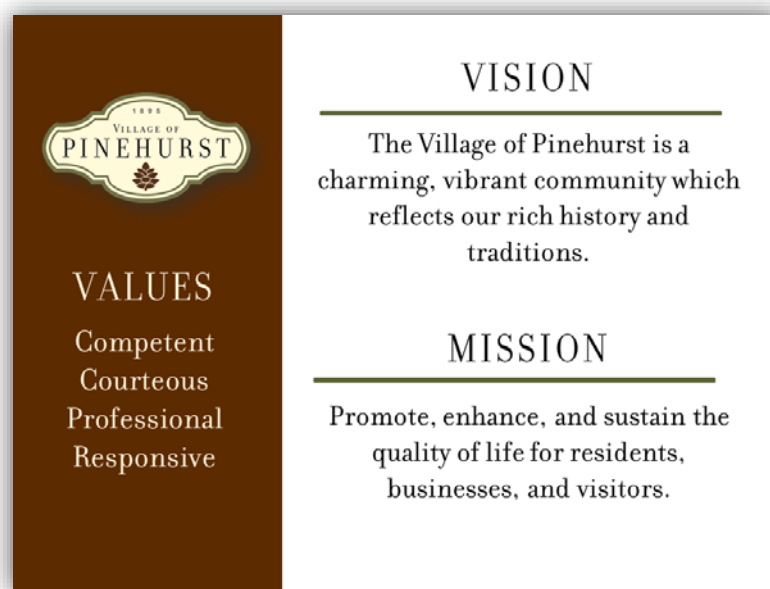 1895
VILLAGE OF
PINEHURST
VALUES
Competent
Courteous
Professional
Responsive
VISION
The Village of Pinehurst is a
charming, vibrant community which
reflects our rich history and
traditions.
MISSION
Promote, enhance, and sustain the
quality of life for residents,
businesses, and visitors.